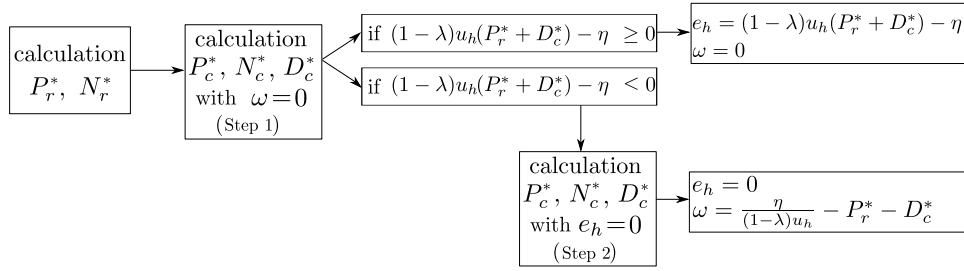 calculation
P_r^*, N_r^*
calculation
P_c^*, N_c^*, D_c^*
with ω=0
(Step 1)
if (1−λ)u_h(P_r^* + D_c^*) − η ≥ 0
if (1−λ)u_h(P_r^* + D_c^*) − η < 0
e_h = (1−λ)u_h(P_r^* + D_c^*) − η
ω = 0
calculation
P_c^*, N_c^*, D_c^*
with e_h=0
(Step 2)
e_h = 0
ω = η/((1−λ)u_h) − P_r^* − D_c^*